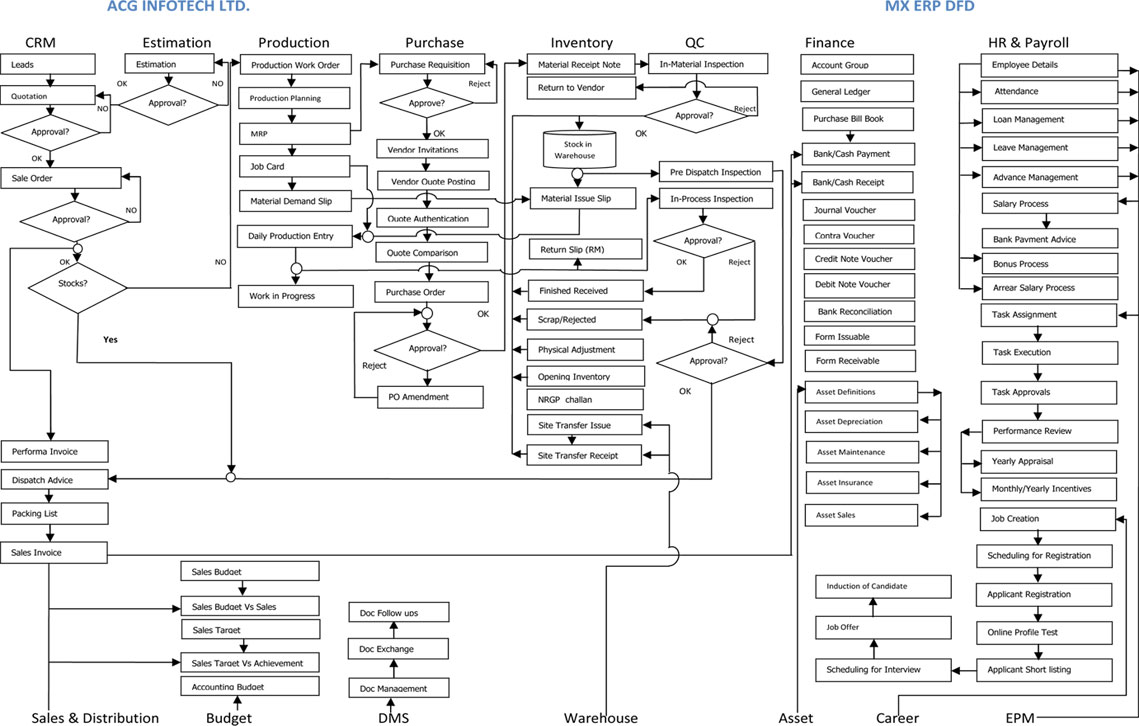 ACG INFOTECH LTD.
MX ERP DFD
CRM
Leads
Quotation
NO
Approval?
OK
Sale Order
Approval?
NO
OK
Stocks?
NO
Yes
Performa Invoice
Dispatch Advice
Packing List
Sales Invoice
Sales & Distribution
Estimation
Estimation
OK
NO
Approval?
Production
Production Work Order
Production Planning
MRP
Job Card
Material Demand Slip
Daily Production Entry
Work in Progress
Purchase
Purchase Requisition
Reject
Approve?
OK
Vendor Invitations
Vendor Quote Posting
Quote Authentication
Quote Comparison
Purchase Order
OK
Approval?
Reject
PO Amendment
Inventory
Material Receipt Note
Return to Vendor
OK
Stock in
Warehouse
Material Issue Slip
Return Slip (RM)
Finished Received
Scrap/Rejected
Physical Adjustment
Opening Inventory
NRGP challan
Site Transfer Issue
Site Transfer Receipt
QC
In-Material Inspection
Reject
Approval?
Pre Dispatch Inspection
In-Process Inspection
Approval?
OK
Reject
Reject
Approval?
OK
Finance
Account Group
General Ledger
Purchase Bill Book
Bank/Cash Payment
Bank/Cash Receipt
Journal Voucher
Contra Voucher
Credit Note Voucher
Debit Note Voucher
Bank Reconciliation
Form Issuable
Form Receivable
Asset Definitions
Asset Depreciation
Asset Maintenance
Asset Insurance
Asset Sales
HR & Payroll
Employee Details
Attendance
Loan Management
Leave Management
Advance Management
Salary Process
Bank Payment Advice
Bonus Process
Arrear Salary Process
Task Assignment
Task Execution
Task Approvals
Performance Review
Yearly Appraisal
Monthly/Yearly Incentives
Job Creation
Scheduling for Registration
Applicant Registration
Online Profile Test
Applicant Short listing
Induction of Candidate
Job Offer
Scheduling for Interview
Sales Budget
Sales Budget Vs Sales
Sales Target
Sales Target Vs Achievement
Accounting Budget
Budget
Doc Follow ups
Doc Exchange
Doc Management
DMS
Warehouse
Asset
Career
EPM